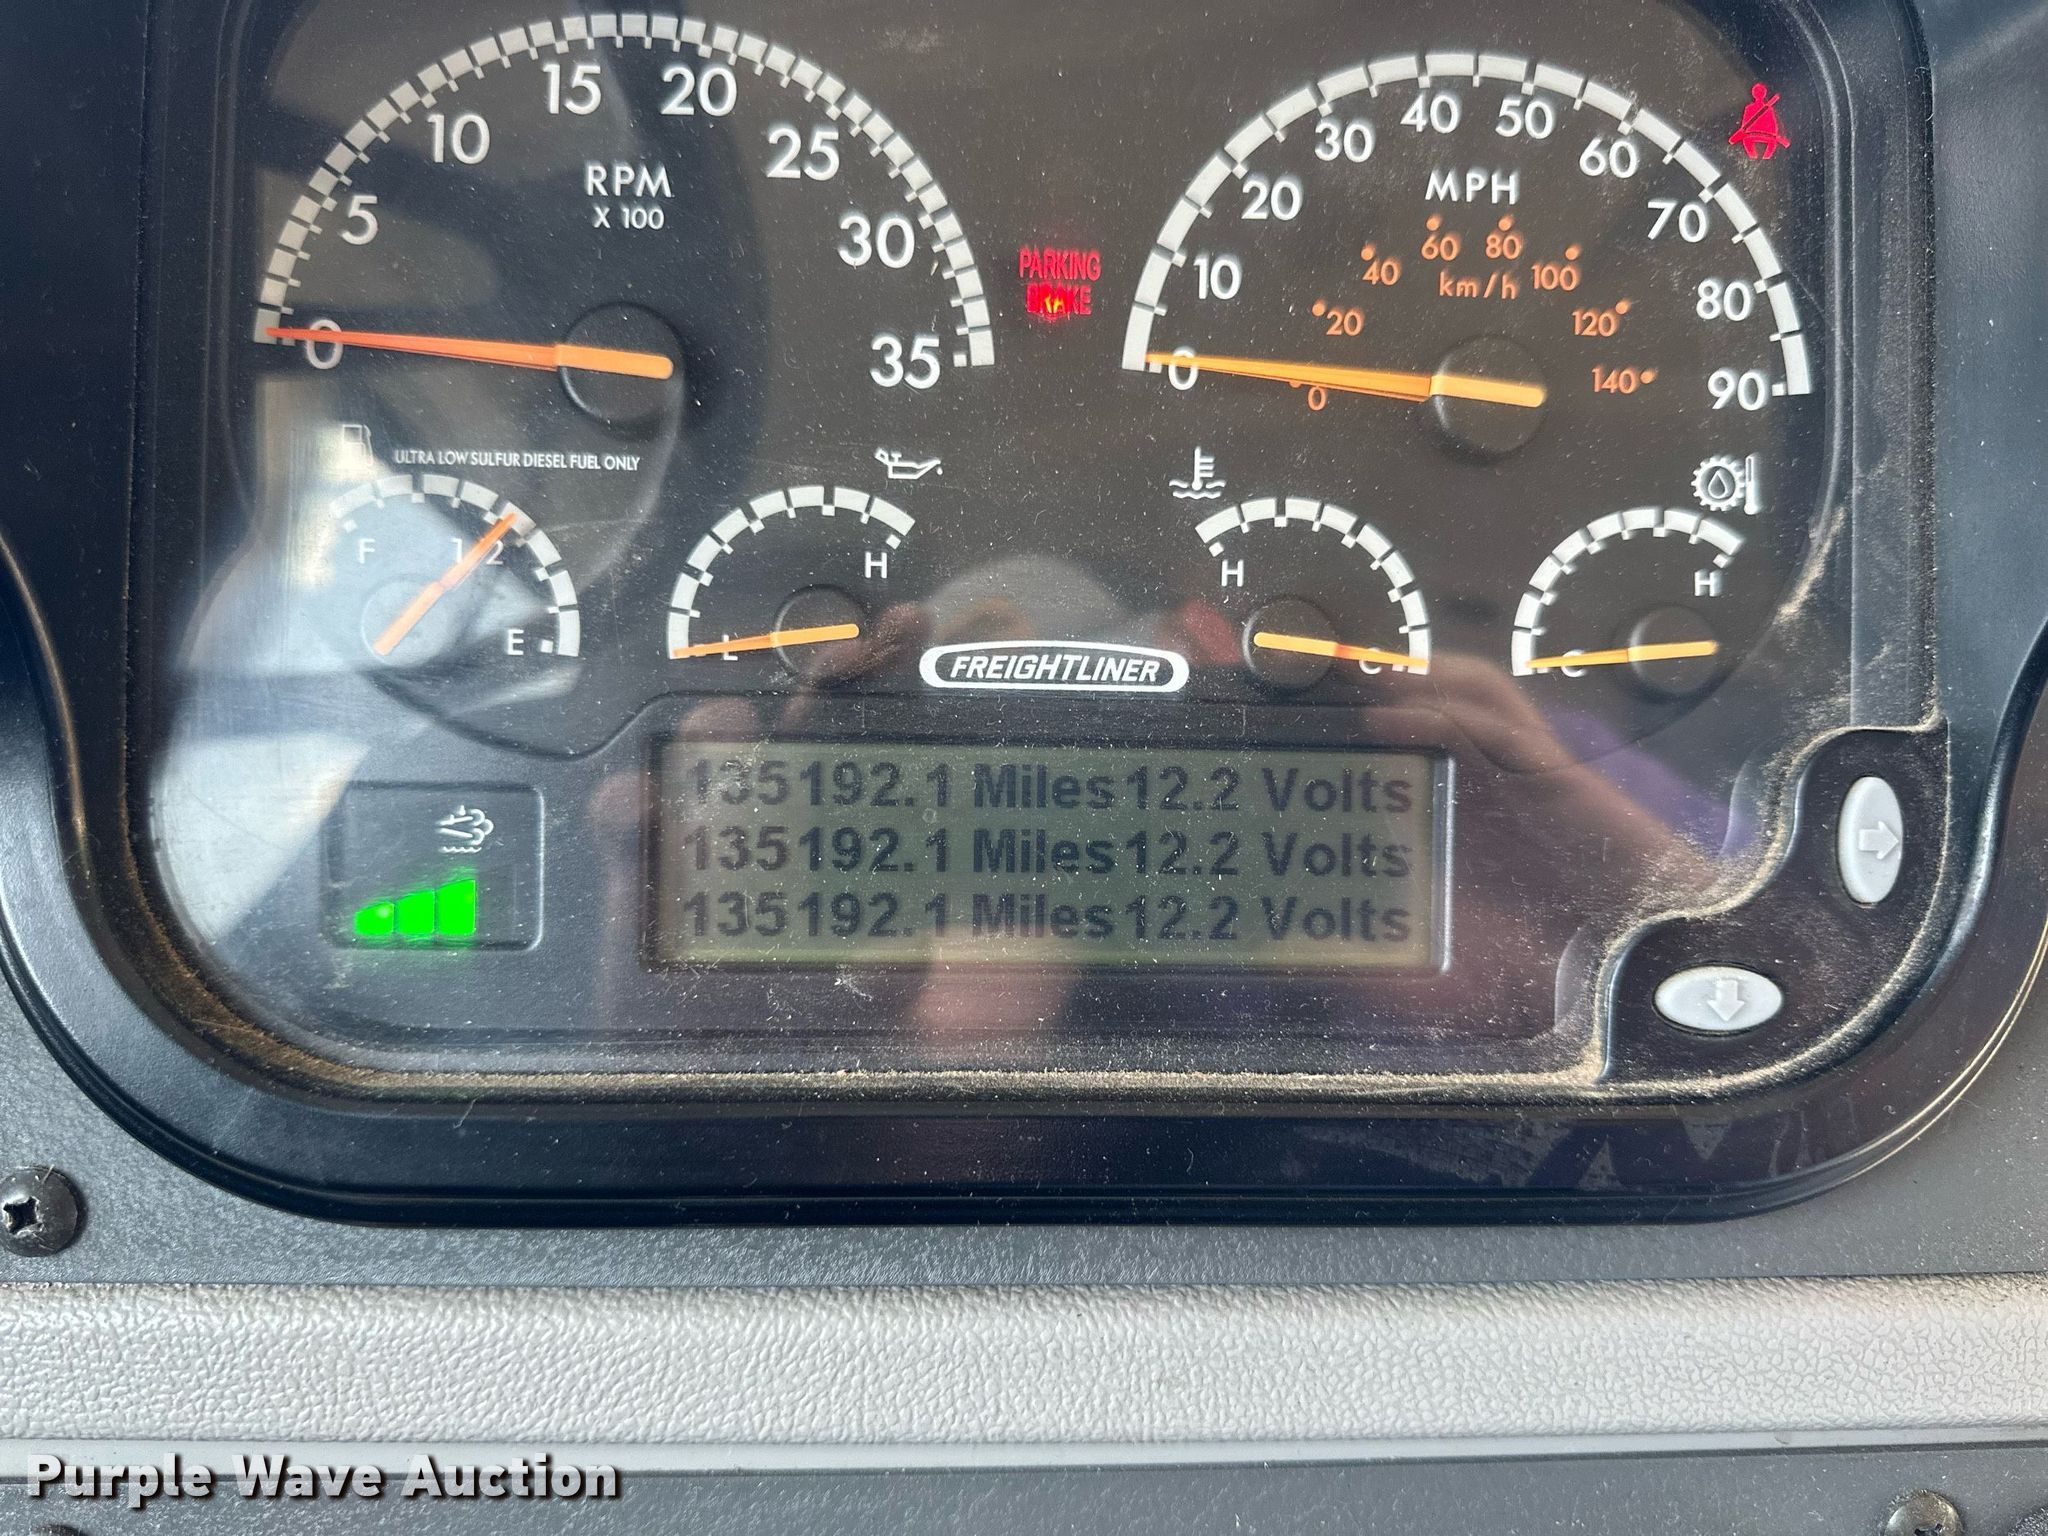 0
5
10
15
20
25
30
35
RPM
X 100
PARKING
BRAKE
0
10
20
30
40
50
60
70
80
90
MPH
0
20
40
60
80
100
120
140
km/h
ULTRA LOW SULFUR DIESEL FUEL ONLY
F
1 2
E
L
H
H
C
C
H
FREIGHTLINER
135192.1 Miles 12.2 Volts
135192.1 Miles 12.2 Volts
135192.1 Miles 12.2 Volts
Purple Wave Auction